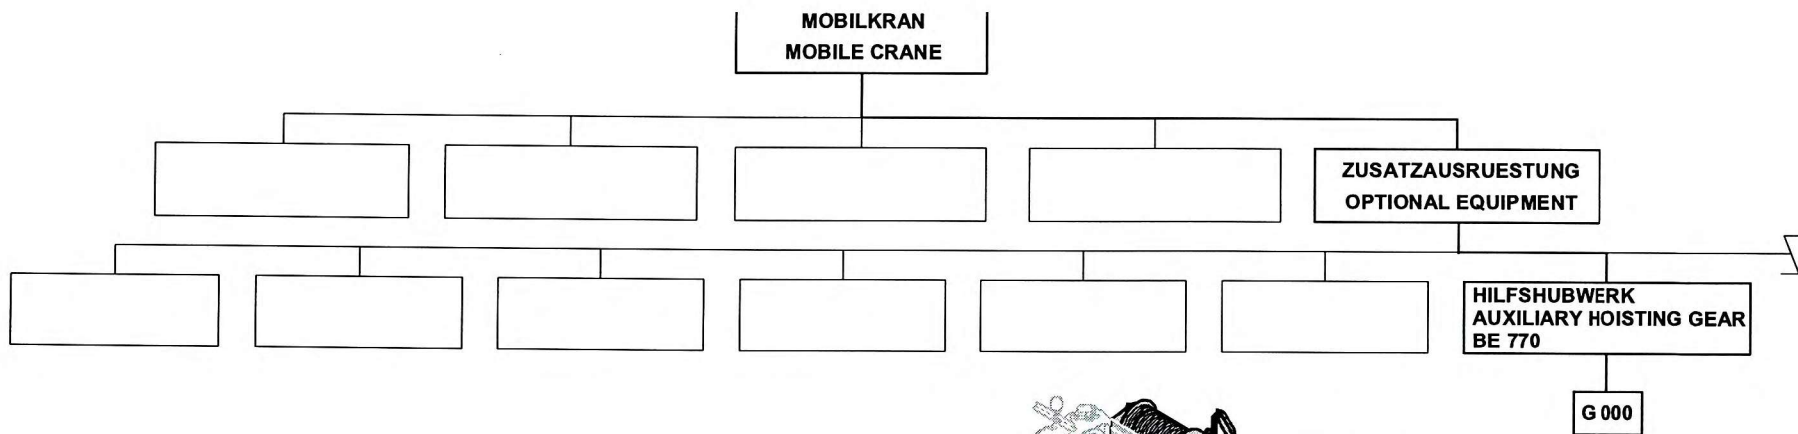 MOBILKRAN
MOBILE CRANE
ZUSATZAUSRUESTUNG
OPTIONAL EQUIPMENT
HILFSHUBWERK
AUXILIARY HOISTING GEAR
BE 770
G 000